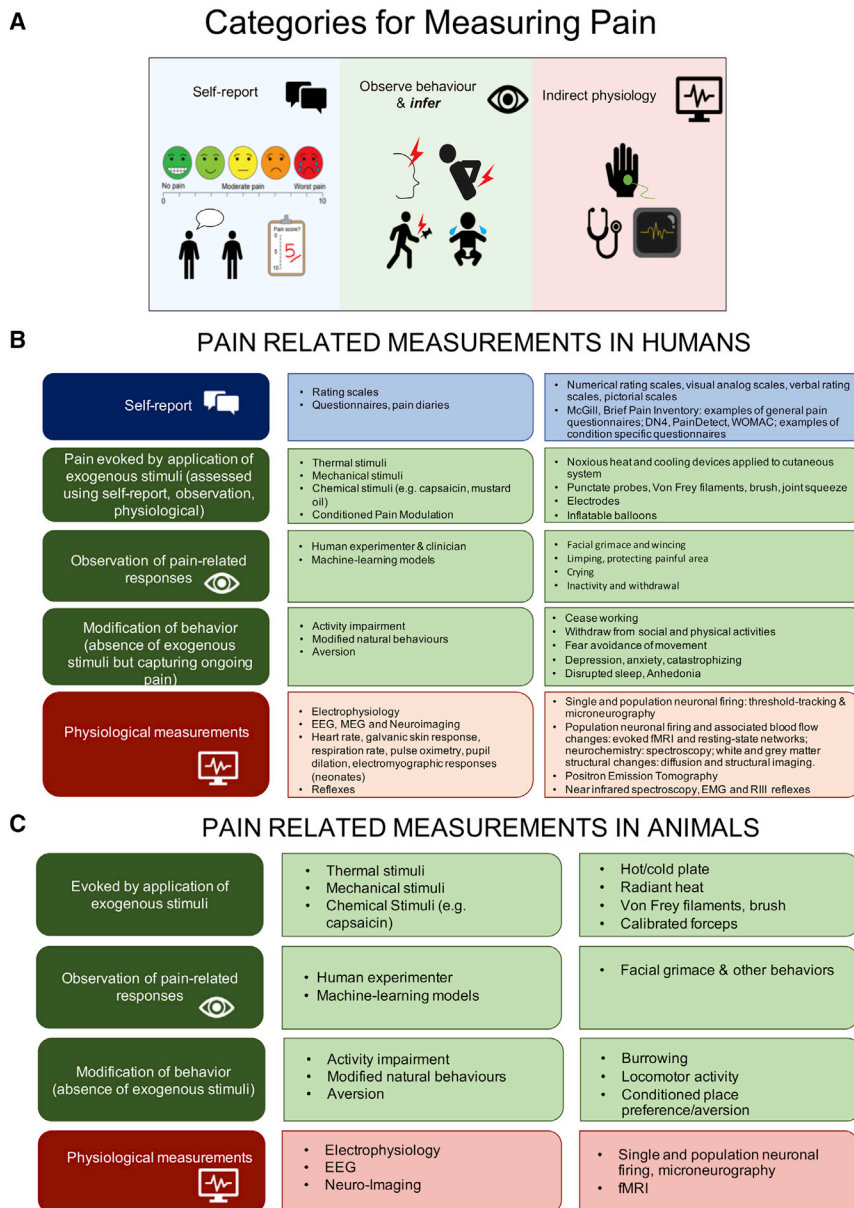 A
Categories for Measuring Pain
Self-report
Observe behaviour
& infer
Indirect physiology
No pain
Moderate pain
Worst pain
0
10
Pain score?
0
5
10
5
B
PAIN RELATED MEASUREMENTS IN HUMANS
Self-report
• Rating scales
• Questionnaires, pain diaries
• Numerical rating scales, visual analog scales, verbal rating
scales, pictorial scales
• McGill, Brief Pain Inventory: examples of general pain
questionnaires; DN4, PainDetect, WOMAC; examples of
condition specific questionnaires
Pain evoked by application of
exogenous stimuli (assessed
using self-report, observation,
physiological)
• Thermal stimuli
• Mechanical stimuli
• Chemical stimuli (e.g. capsaicin, mustard
oil)
• Conditioned Pain Modulation
• Noxious heat and cooling devices applied to cutaneous
system
• Punctate probes, Von Frey filaments, brush, joint squeeze
• Electrodes
• Inflatable balloons
Observation of pain-related
responses
• Human experimenter & clinician
• Machine-learning models
• Facial grimace and wincing
• Limping, protecting painful area
• Crying
• Inactivity and withdrawal
Modification of behavior
(absence of exogenous
stimuli but capturing ongoing
pain)
• Activity impairment
• Modified natural behaviours
• Aversion
• Cease working
• Withdraw from social and physical activities
• Fear avoidance of movement
• Depression, anxiety, catastrophizing
• Disrupted sleep, Anhedonia
Physiological measurements
• Electrophysiology
• EEG, MEG and Neuroimaging
• Heart rate, galvanic skin response,
respiration rate, pulse oximetry, pupil
dilation, electromyographic responses
(neonates)
• Reflexes
• Single and population neuronal firing: threshold-tracking &
microneurography
• Population neuronal firing and associated blood flow
changes: evoked fMRI and resting-state networks;
neurochemistry: spectroscopy; white and grey matter
structural changes: diffusion and structural imaging.
• Positron Emission Tomography
• Near infrared spectroscopy, EMG and RIII reflexes
C
PAIN RELATED MEASUREMENTS IN ANIMALS
Evoked by application of
exogenous stimuli
• Thermal stimuli
• Mechanical stimuli
• Chemical Stimuli (e.g.
capsaicin)
• Hot/cold plate
• Radiant heat
• Von Frey filaments, brush
• Calibrated forceps
Observation of pain-related
responses
• Human experimenter
• Machine-learning models
• Facial grimace & other behaviors
Modification of behavior
(absence of exogenous stimuli)
• Activity impairment
• Modified natural behaviours
• Aversion
• Burrowing
• Locomotor activity
• Conditioned place
preference/aversion
Physiological measurements
• Electrophysiology
• EEG
• Neuro-Imaging
• Single and population neuronal
firing, microneurography
• fMRI